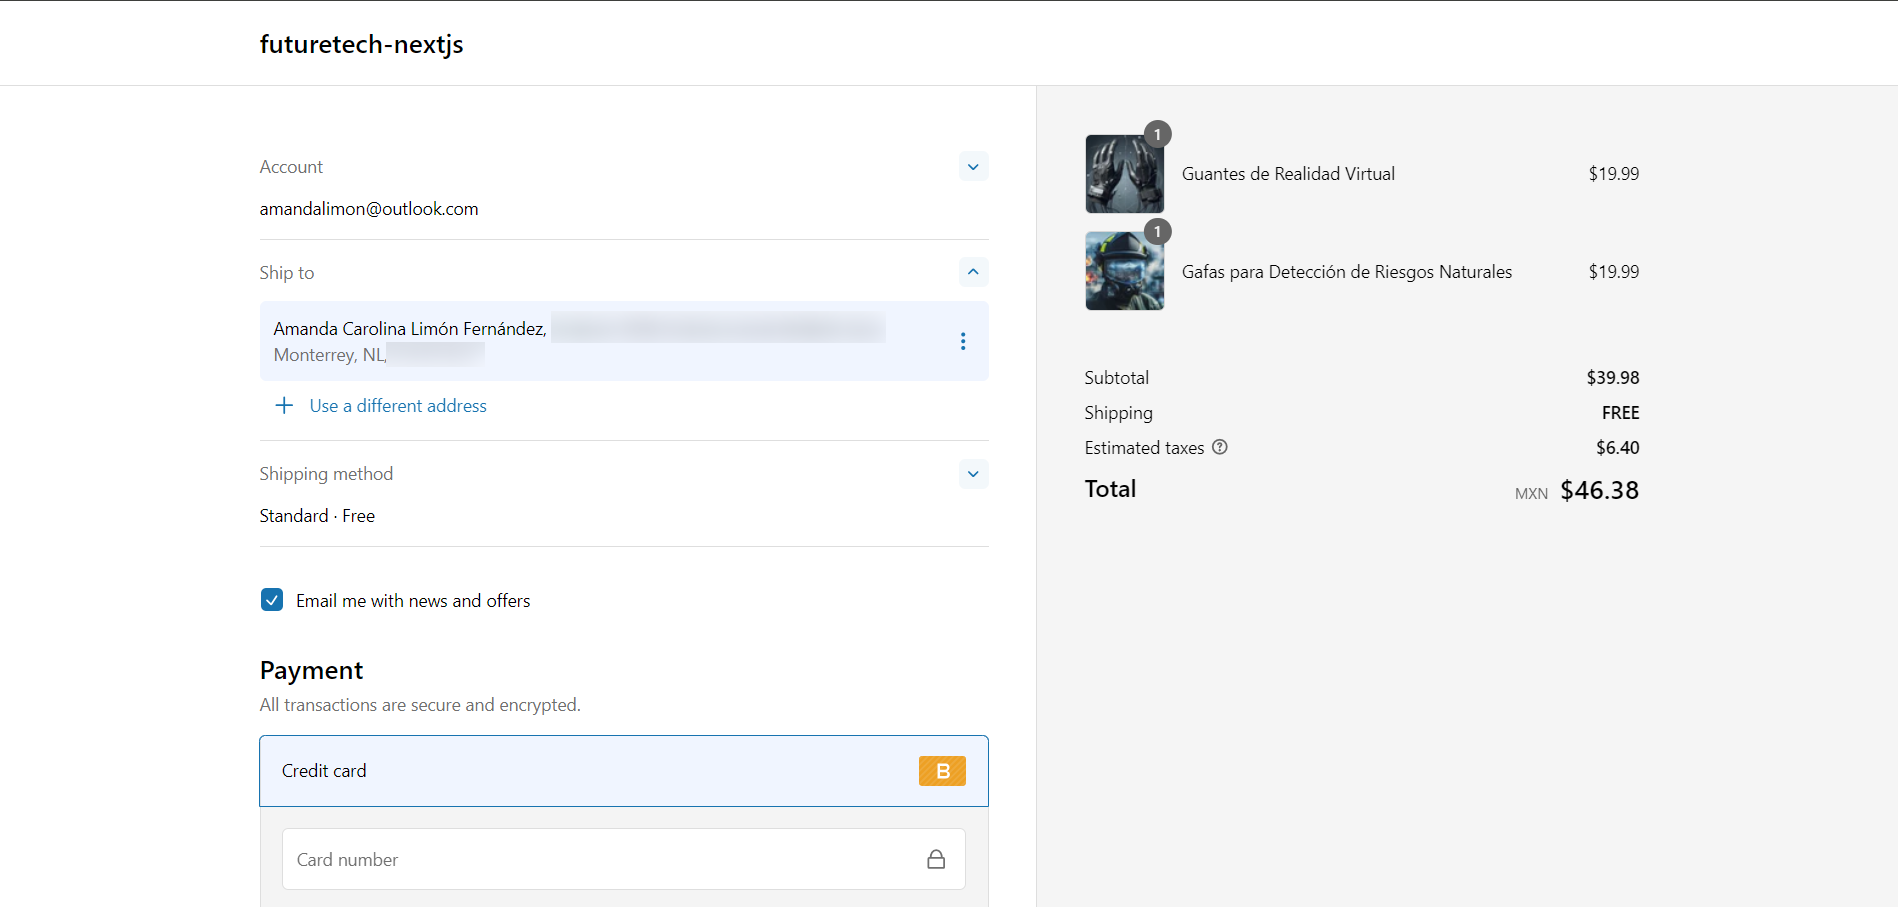 futuretech-nextjs
Account
amandalimon@outlook.com
Ship to
Amanda Carolina Limón Fernández,
Monterrey, NL,
Use a different address
Shipping method
Standard · Free
Email me with news and offers
Payment
All transactions are secure and encrypted.
Credit card
B
Card number
1
Guantes de Realidad Virtual $19.99
1
Gafas para Detección de Riesgos Naturales $19.99
Subtotal $39.98
Shipping FREE
Estimated taxes $6.40
Total MXN $46.38